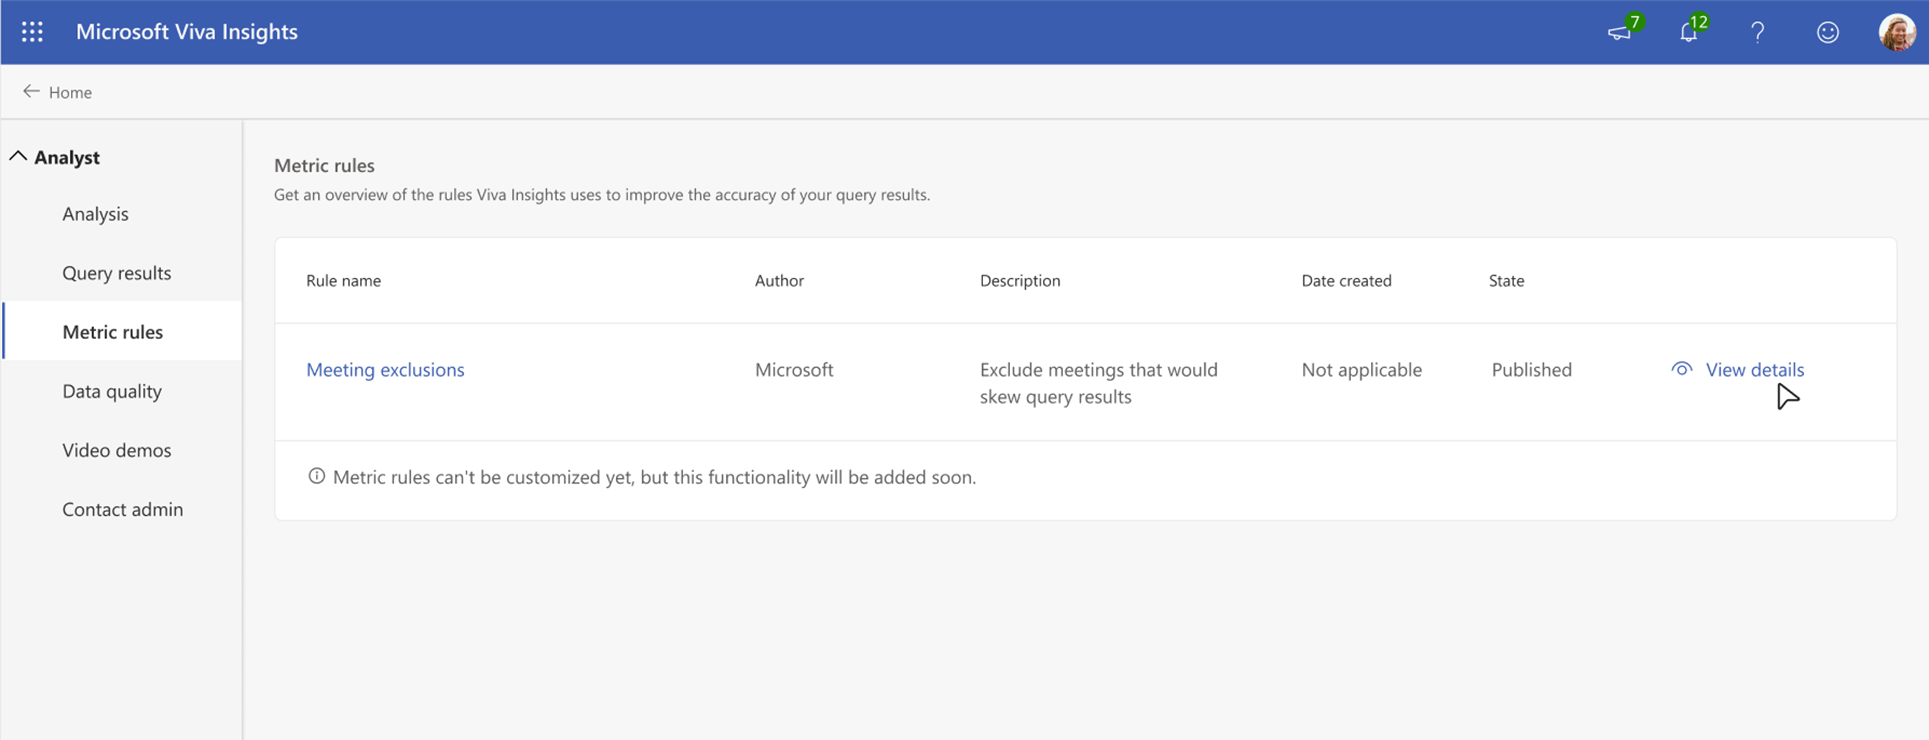 Microsoft Viva Insights
7
12
Home
Analyst
Analysis
Query results
Metric rules
Data quality
Video demos
Contact admin
Metric rules
Get an overview of the rules Viva Insights uses to improve the accuracy of your query results.
Rule name Author Description Date created State
Meeting exclusions Microsoft Exclude meetings that would Not applicable Published View details
skew query results
Metric rules can't be customized yet, but this functionality will be added soon.